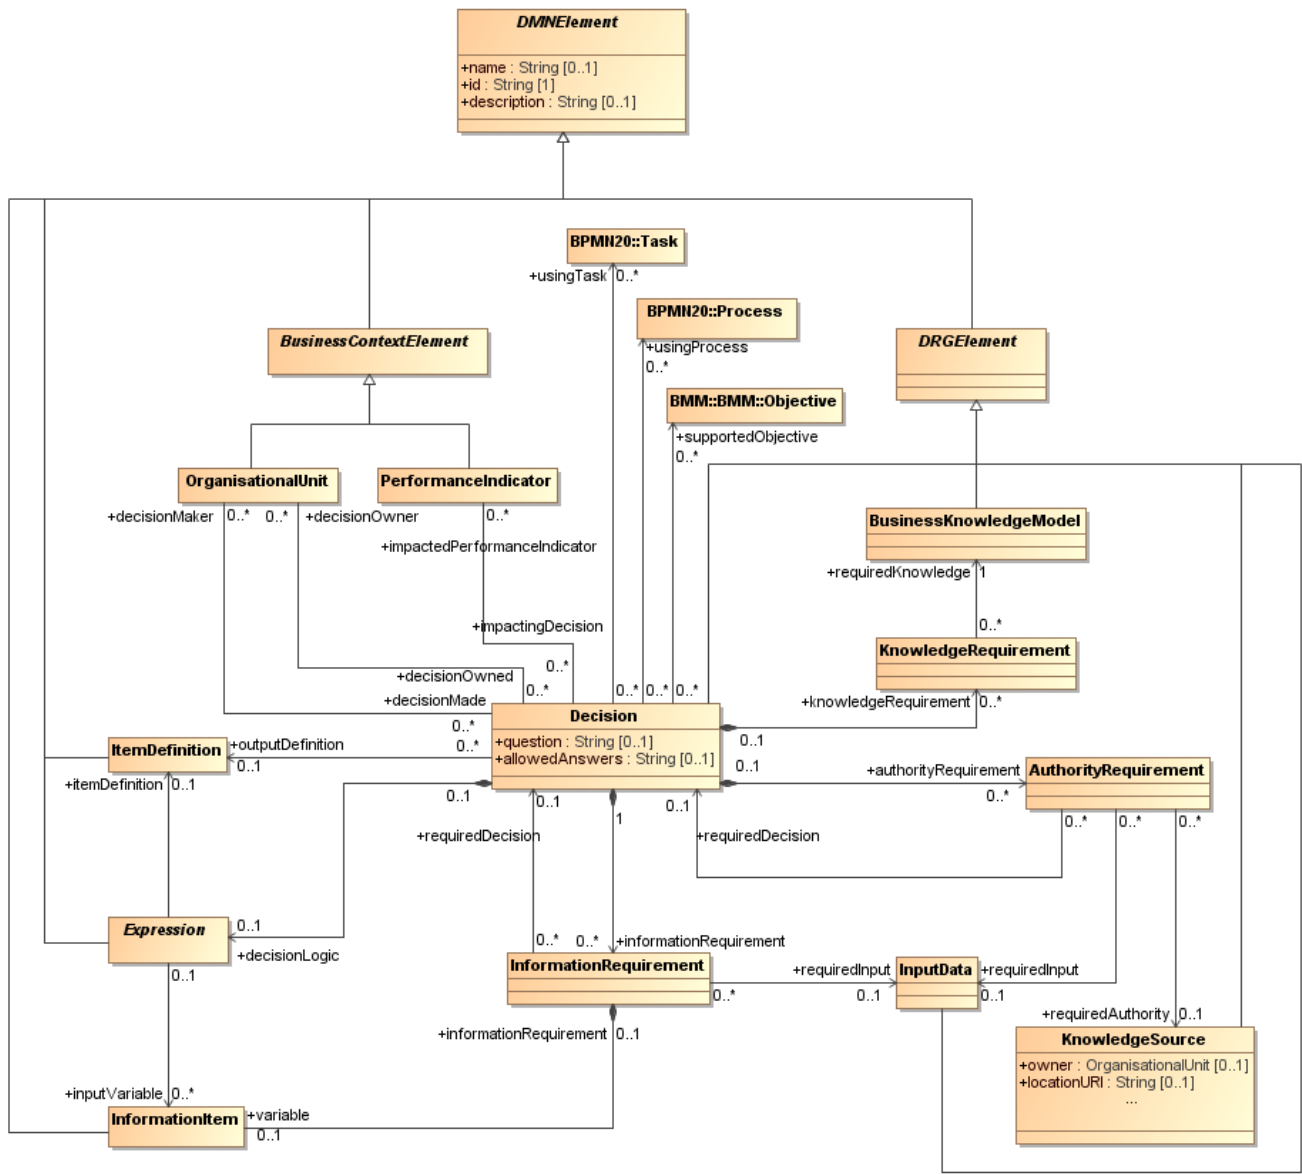 DMNElement
+name : String [0..1]
+id : String [1]
+description : String [0..1]
BPMN20::Task
+usingTask
0..*
BPMN20::Process
+usingProcess
0..*
BusinessContextElement
DRGElement
BMM::BMM::Objective
+supportedObjective
0..*
OrganisationalUnit
PerformanceIndicator
+decisionMaker
0..*
0..*
+decisionOwner
0..*
+impactedPerformanceIndicator
BusinessKnowledgeModel
+requiredKnowledge
1
0..*
KnowledgeRequirement
+impactingDecision
0..*
+decisionOwned
0..*
0..*
0..*
0..*
+decisionMade
0..*
+knowledgeRequirement
0..*
Decision
+question : String [0..1]
+allowedAnswers : String [0..1]
0..1
0..1
ItemDefinition
+outputDefinition
0..1
0..*
+itemDefinition
0..1
+authorityRequirement
0..*
AuthorityRequirement
0..1
0..1
1
0..1
0..*
0..*
0..*
+requiredDecision
+requiredDecision
Expression
0..1
+decisionLogic
0..1
0..*
0..*
+informationRequirement
InformationRequirement
0..*
+requiredInput
0..1
InputData
+requiredInput
0..1
+informationRequirement
0..1
+requiredAuthority
0..1
KnowledgeSource
+owner : OrganisationalUnit [0..1]
+locationURI : String [0..1]
...
+inputVariable
0..*
InformationItem
+variable
0..1